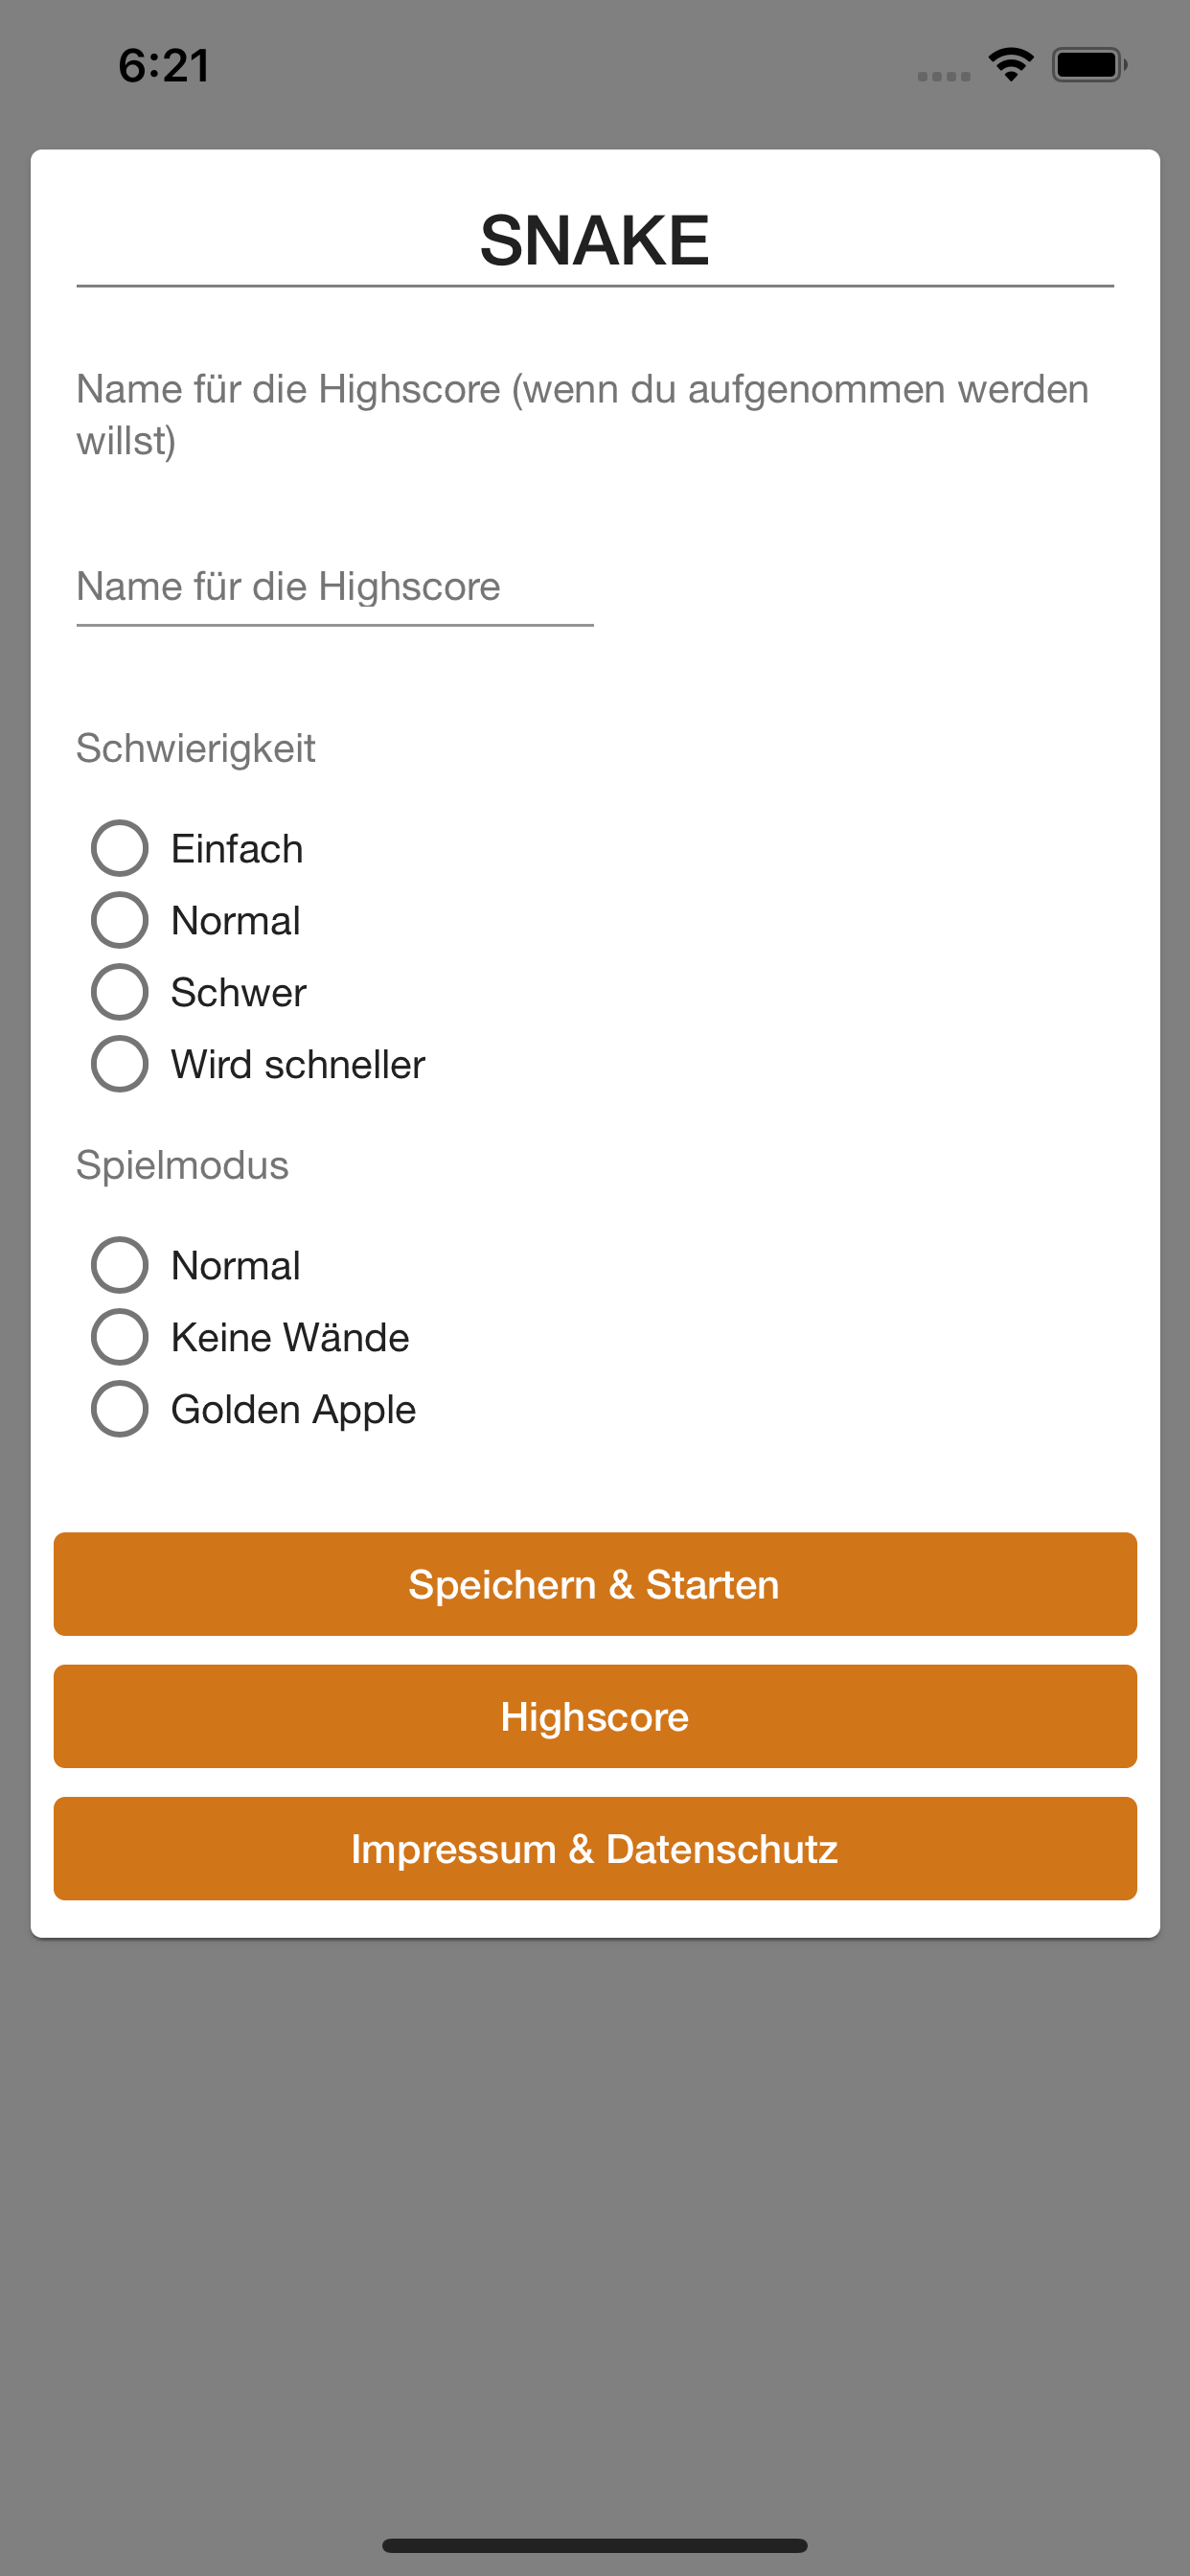 6:21
SNAKE
Name für die Highscore (wenn du aufgenommen werden
willst)
Name für die Highscore
Schwierigkeit
Einfach
Normal
Schwer
Wird schneller
Spielmodus
Normal
Keine Wände
Golden Apple
Speichern & Starten
Highscore
Impressum & Datenschutz